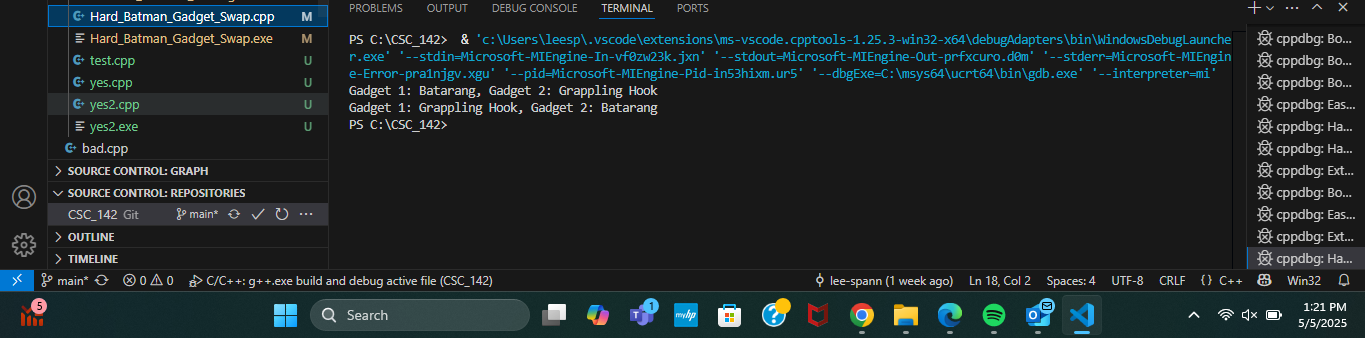 Hard_Batman_Gadget_Swap.cpp M
Hard_Batman_Gadget_Swap.exe M
test.cpp U
yes.cpp U
yes2.cpp U
yes2.exe U
bad.cpp
SOURCE CONTROL: GRAPH
SOURCE CONTROL: REPOSITORIES
CSC_142 Git main*
OUTLINE
TIMELINE
PROBLEMS OUTPUT DEBUG CONSOLE TERMINAL PORTS
PS C:\CSC_142> & 'c:\Users\leesp\.vscode\extensions\ms-vscode.cpptools-1.25.3-win32-x64\debugAdapters\bin\WindowsDebugLaunche
r.exe' '--stdin=Microsoft-MIEngine-In-vf0zw23k.jxn' '--stdout=Microsoft-MIEngine-Out-prfxcuro.d0m' '--stderr=Microsoft-MIEngin
e-Error-pra1njgv.xgu' '--pid=Microsoft-MIEngine-Pid-in53hixm.ur5' '--dbgExe=C:\msys64\ucrt64\bin\gdb.exe' '--interpreter=mi'
Gadget 1: Batarang, Gadget 2: Grappling Hook
Gadget 1: Grappling Hook, Gadget 2: Batarang
PS C:\CSC_142>
cppdbg: Bo...
cppdbg: Bo...
cppdbg: Bo...
cppdbg: Eas...
cppdbg: Ha...
cppdbg: Ha...
cppdbg: Ext...
cppdbg: Bo...
cppdbg: Eas...
cppdbg: Ext...
cppdbg: Ha...
main* 0 0 C/C++: g++.exe build and debug active file (CSC_142) lee-spann (1 week ago) Ln 18, Col 2 Spaces: 4 UTF-8 CRLF {} C++ Win32
5 Search 1 myhp 1:21 PM
5/5/2025